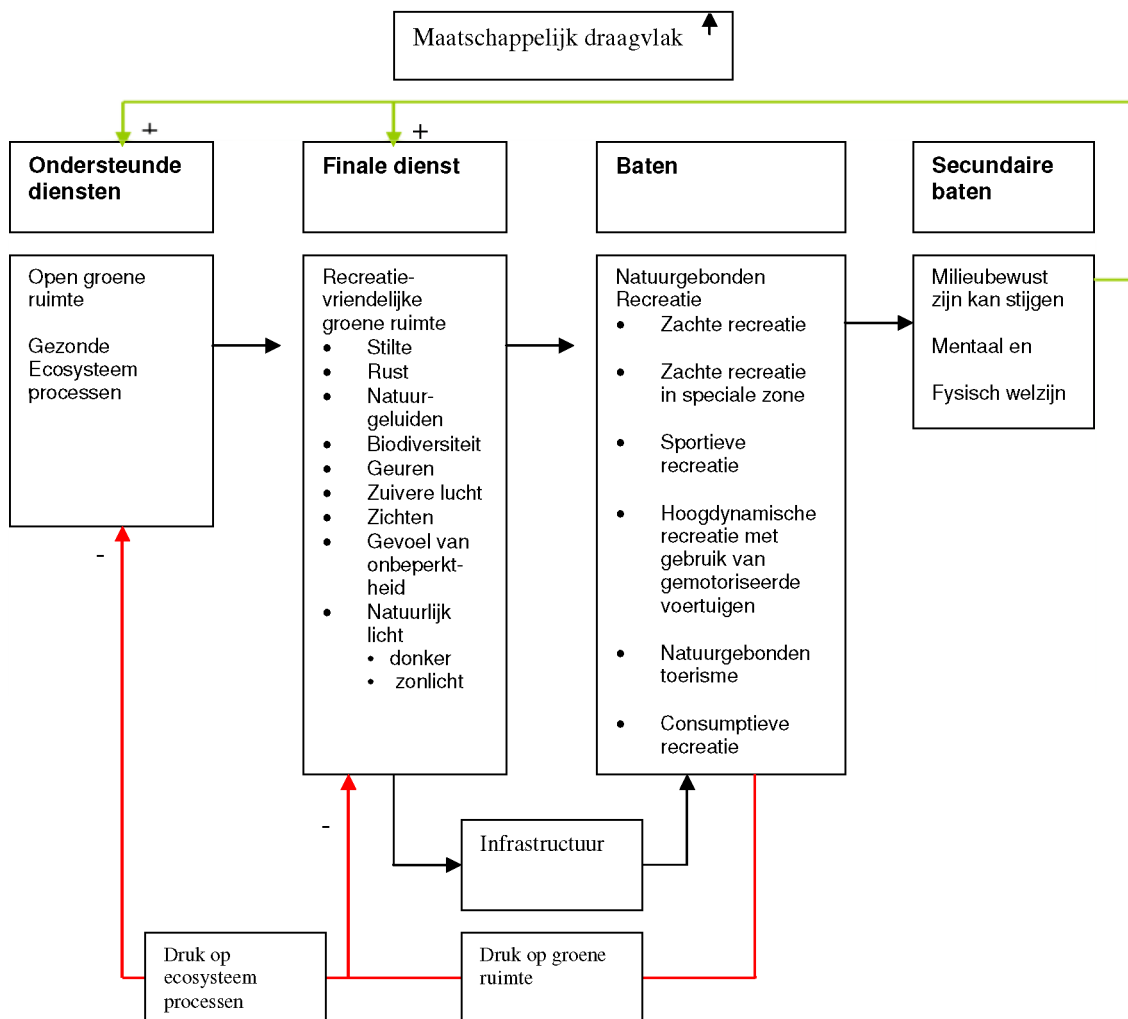 Maatschappelijk draagvlak
+
+
Ondersteunde
diensten
Finale dienst
Baten
Secundaire
baten
Open groene
ruimte
Gezonde
Ecosysteem
processen
-
Recreatie-
vriendelijke
groene ruimte
• Stilte
• Rust
• Natuur-
geluiden
• Biodiversiteit
• Geuren
• Zuivere lucht
• Zichten
• Gevoel van
onbeperkt-
heid
• Natuurlijk
licht
• donker
• zonlicht
-
Natuurgebonden
Recreatie
• Zachte recreatie
• Zachte recreatie
in speciale zone
• Sportieve
recreatie
• Hoogdynamische
recreatie met
gebruik van
gemotoriseerde
voertuigen
• Natuurgebonden
toerisme
• Consumptieve
recreatie
Milieubewust
zijn kan stijgen
Mentaal en
Fysisch welzijn
Infrastructuur
Druk op
ecosysteem
processen
Druk op groene
ruimte